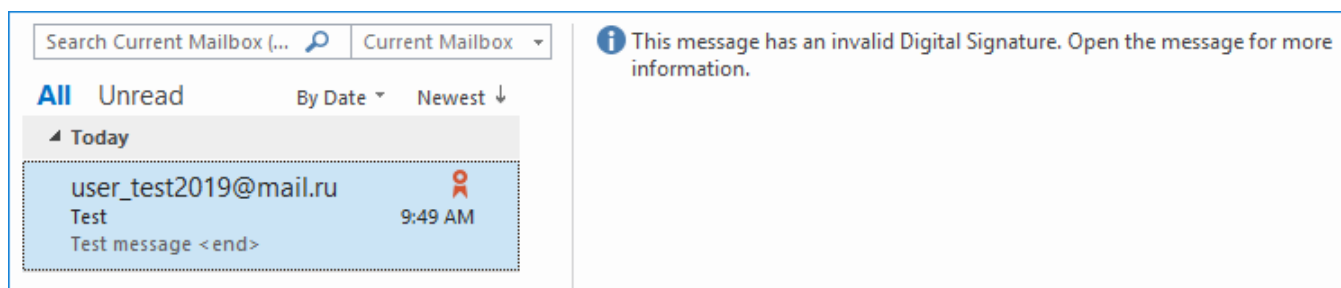 Search Current Mailbox (... Current Mailbox
All Unread By Date Newest ↓
Today
user_test2019@mail.ru
Test 9:49 AM
Test message <end>
This message has an invalid Digital Signature. Open the message for more
information.